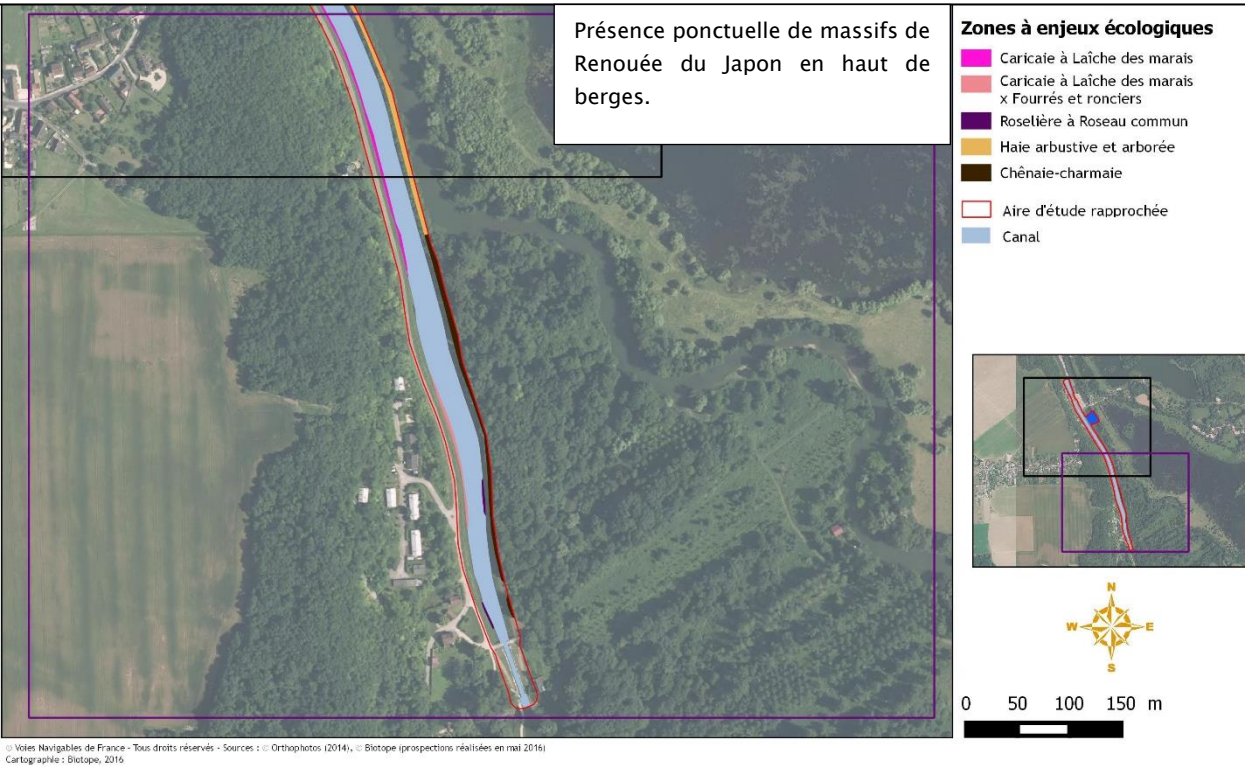 Présence ponctuelle de massifs de
Renouée du Japon en haut de
berges.
Zones à enjeux écologiques
Caricaie à Laîche des marais
Caricaie à Laîche des marais
x Fourrés et ronciers
Roselière à Roseau commun
Haie arbustive et arborée
Chênaie-charmaie
Aire d'étude rapprochée
Canal
N
W E
S
0 50 100 150 m
© Voies Navigables de France - Tous droits réservés - Sources : © Orthophotos (2014), © Biotope (prospections réalisées en mai 2016)
Cartographie : Biotope, 2016